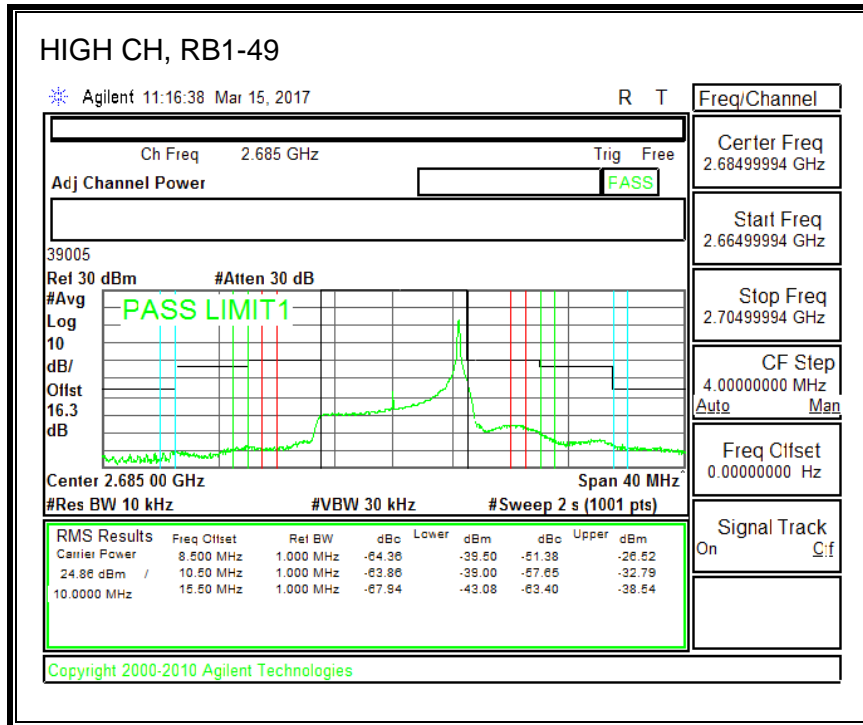 HIGH CH, RB1-49
Agilent 11:16:38 Mar 15, 2017 R T
Freq/Channel
Ch Freq 2.685 GHz Trig Free
Adj Channel Power FASS
Center Freq
2.68499994 GHz
Start Freq
2.66499994 GHz
Stop Freq
2.70499994 GHz
CF Step
4.00000000 MHz
Auto Man
Freq Offset
0.00000000 Hz
Signal Track
On
39005
Ref 30 dBm #Atten 30 dB
#Avg
Log
10
dB/
Offst
16.3
dB
PASS LIMIT1
Center 2.685 00 GHz Span 40 MHz
#Res BW 10 kHz #VBW 30 kHz #Sweep 2 s (1001 pts)
RMS Results Freq Offset Ref BW dBc Lower dBm dBc Upper dBm
Carrier Power 8.500 MHz 1.000 MHz -64.36 -39.50 -51.38 -26.52
24.86 dBm / 10.50 MHz 1.000 MHz -63.86 -39.00 -57.65 -32.79
10.0000 MHz 15.50 MHz 1.000 MHz -67.94 -43.08 -63.40 -38.54
Copyright 2000-2010 Agilent Technologies